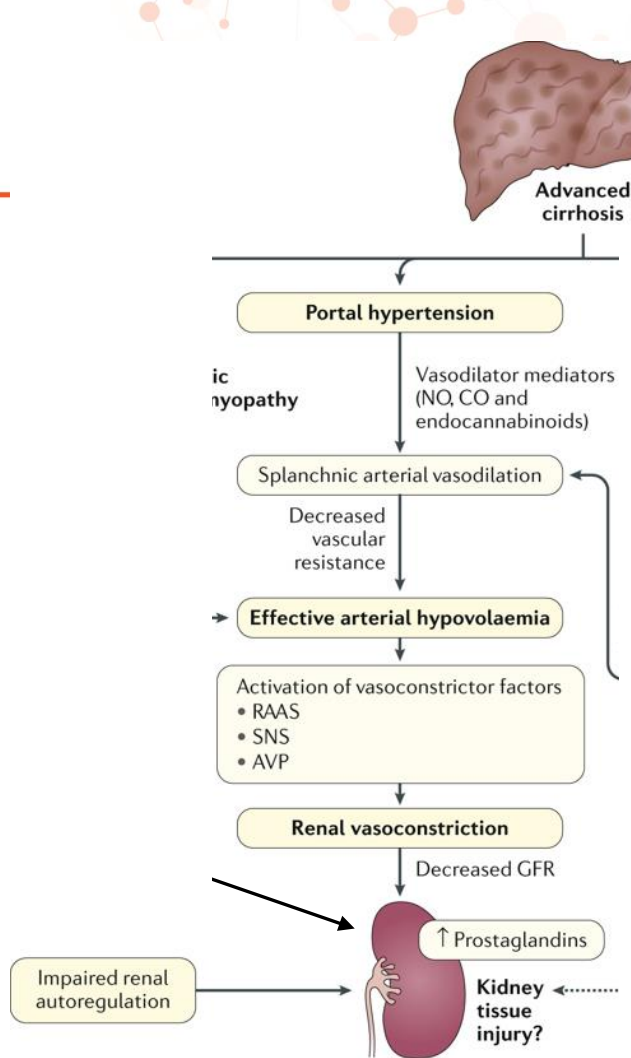 Advanced
cirrhosis
Portal hypertension
ic
nyopathy
Vasodilator mediators
(NO, CO and
endocannabinoids)
Splanchnic arterial vasodilation
Decreased
vascular
resistance
Effective arterial hypovolaemia
Activation of vasoconstrictor factors
• RAAS
• SNS
• AVP
Renal vasoconstriction
Decreased GFR
↑ Prostaglandins
Impaired renal
autoregulation
Kidney
tissue
injury?